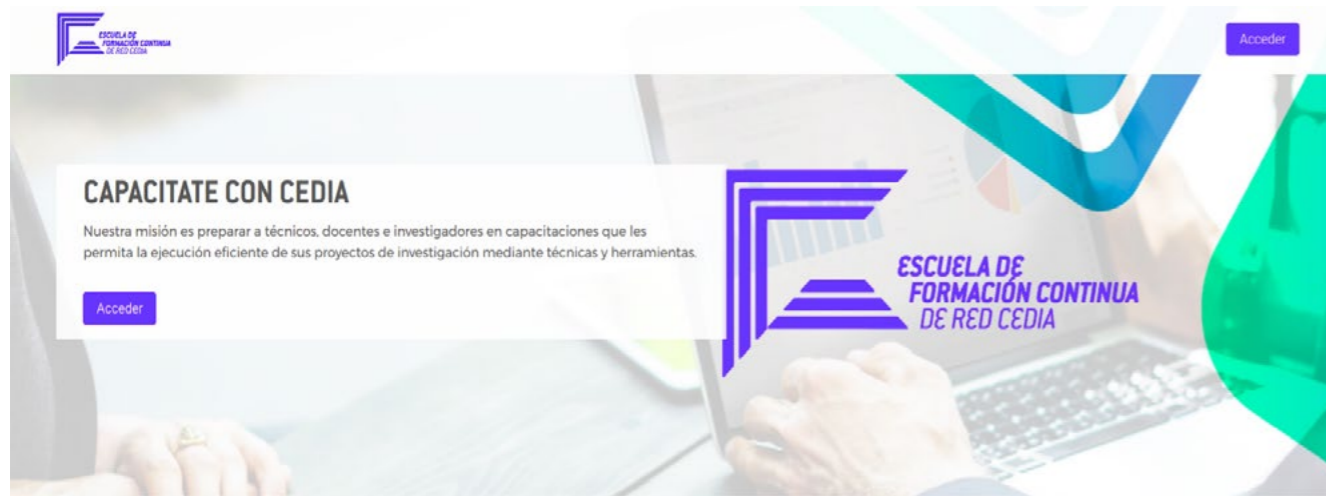 ESCUELA DE
FORMACIÓN CONTINUA
DE RED CEDIA
Acceder
CAPACITATE CON CEDIA
Nuestra misión es preparar a técnicos, docentes e investigadores en capacitaciones que les
permita la ejecución eficiente de sus proyectos de investigación mediante técnicas y herramientas.
Acceder
ESCUELA DE
FORMACIÓN CONTINUA
DE RED CEDIA